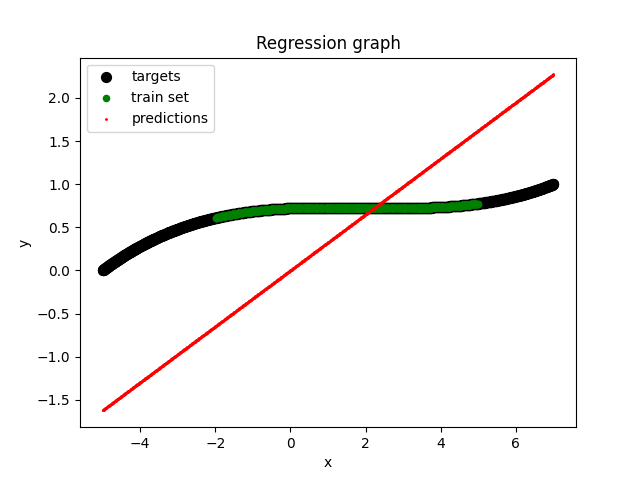 Regression graph
targets
train set
predictions
2.0
1.5
1.0
0.5
0.0
−0.5
−1.0
−1.5
y
−4 −2 0 2 4 6
x